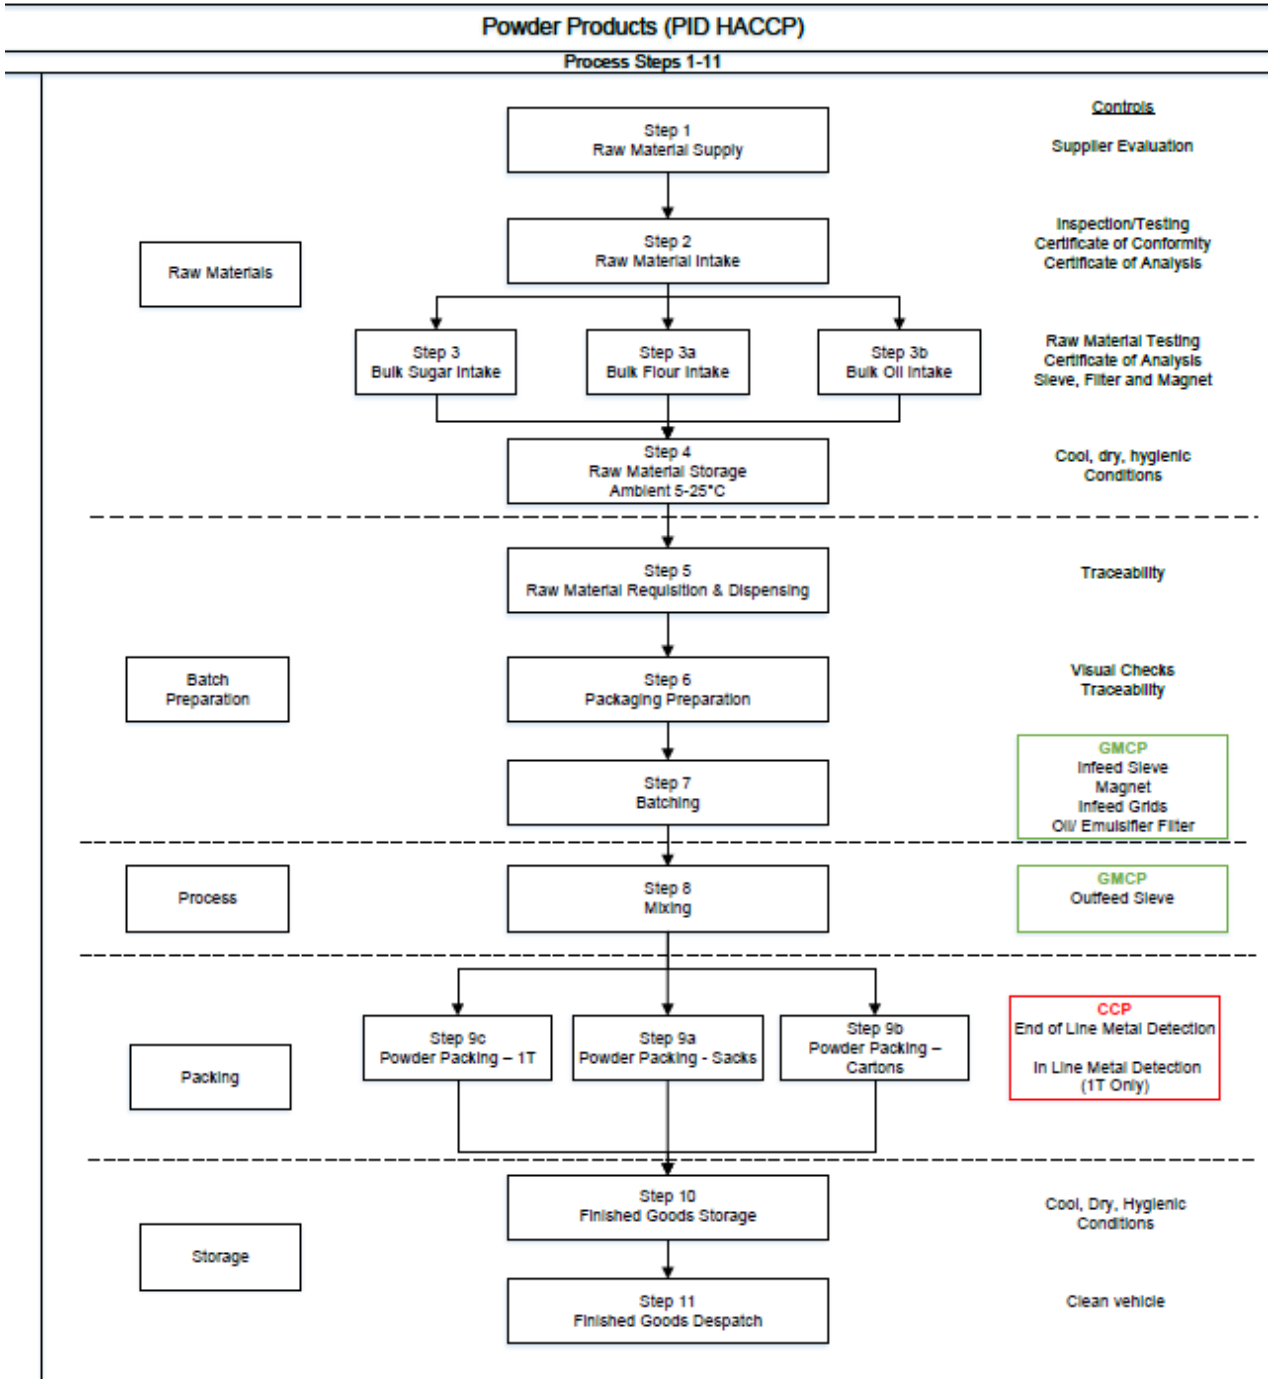 Powder Products (PID HACCP)
Process Steps 1-11
Controls
Step 1
Raw Material Supply
Supplier Evaluation
Step 2
Raw Material Intake
Inspection/Testing
Certificate of Conformity
Certificate of Analysis
Raw Materials
Step 3
Bulk Sugar Intake
Step 3a
Bulk Flour Intake
Step 3b
Bulk Oil Intake
Raw Material Testing
Certificate of Analysis
Sieve, Filter and Magnet
Step 4
Raw Material Storage
Ambient 5-25°C
Cool, dry, hygienic
Conditions
Step 5
Raw Material Requisition & Dispensing
Traceability
Batch
Preparation
Step 6
Packaging Preparation
Visual Checks
Traceability
Step 7
Batching
GMCP
Infeed Sieve
Magnet
Infeed Grids
Oil/ Emulsifier Filter
Process
Step 8
Mixing
GMCP
Outfeed Sieve
Packing
Step 9c
Powder Packing – 1T
Step 9a
Powder Packing - Sacks
Step 9b
Powder Packing –
Cartons
CCP
End of Line Metal Detection
In Line Metal Detection
(1T Only)
Storage
Step 10
Finished Goods Storage
Cool, Dry, Hygienic
Conditions
Step 11
Finished Goods Despatch
Clean vehicle